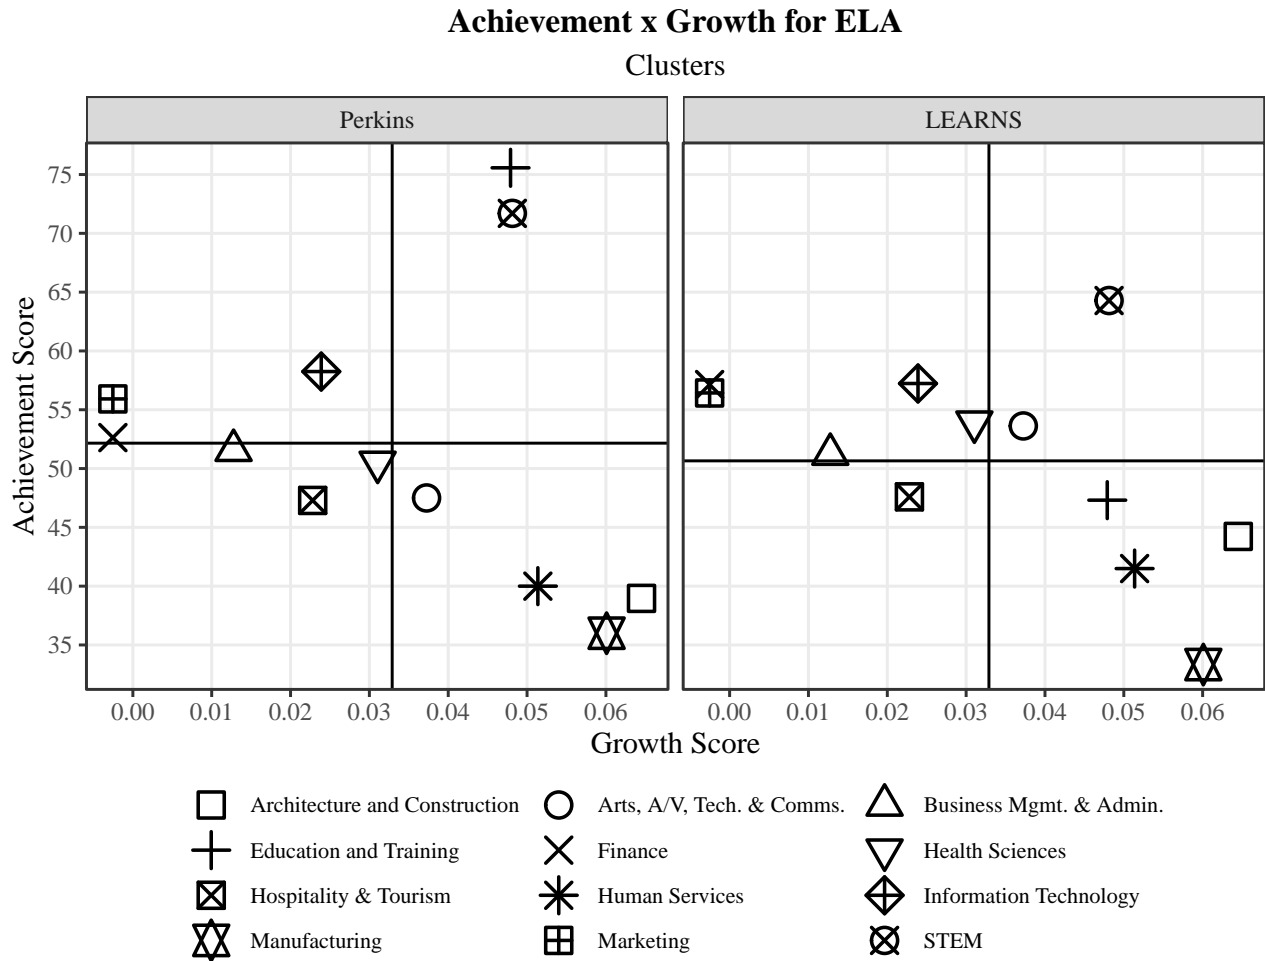 Achievement x Growth for ELA
Clusters
Perkins
LEARNS
75
70
65
60
55
50
45
40
35
Achievement Score
0.00 0.01 0.02 0.03 0.04 0.05 0.06
0.00 0.01 0.02 0.03 0.04 0.05 0.06
Growth Score
Architecture and Construction
Arts, A/V, Tech. & Comms.
Business Mgmt. & Admin.
Education and Training
Finance
Health Sciences
Hospitality & Tourism
Human Services
Information Technology
Manufacturing
Marketing
STEM